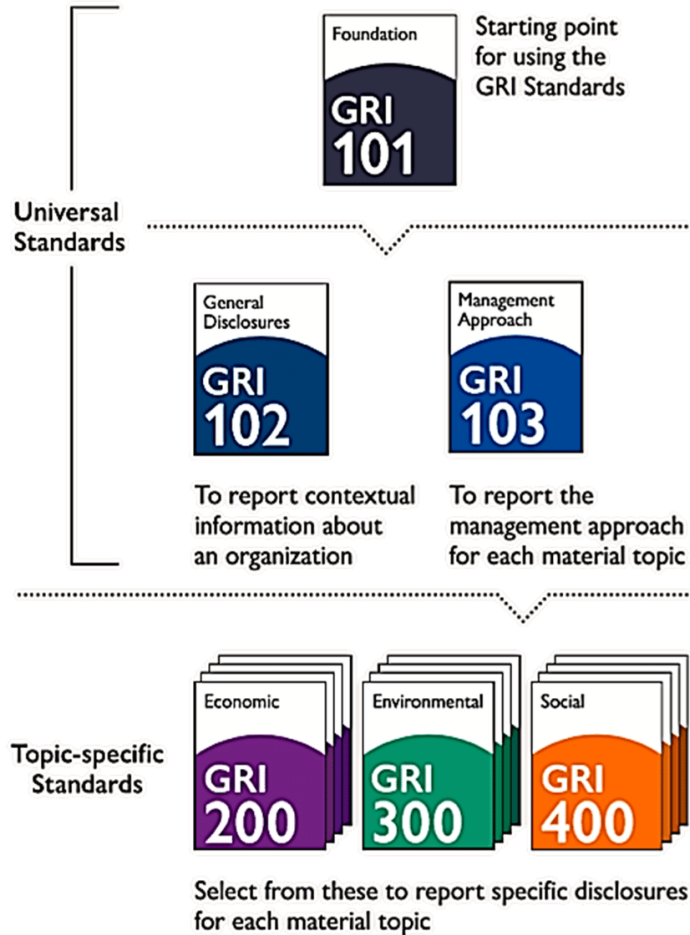 Foundation
GRI
101
Starting point
for using the
GRI Standards
Universal
Standards
General
Disclosures
GRI
102
Management
Approach
GRI
103
To report contextual
information about
an organization
To report the
management approach
for each material topic
Topic-specific
Standards
Economic
GRI
200
Environmental
GRI
300
Social
GRI
400
Select from these to report specific disclosures
for each material topic